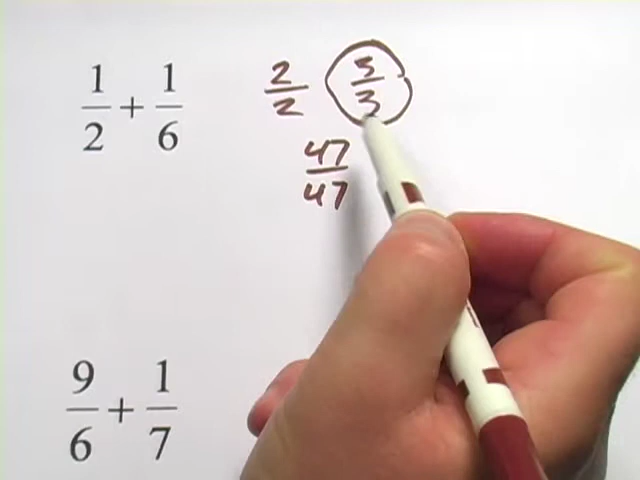 1/2 + 1/6
2/2 5/3
47/47
9/6 + 1/7